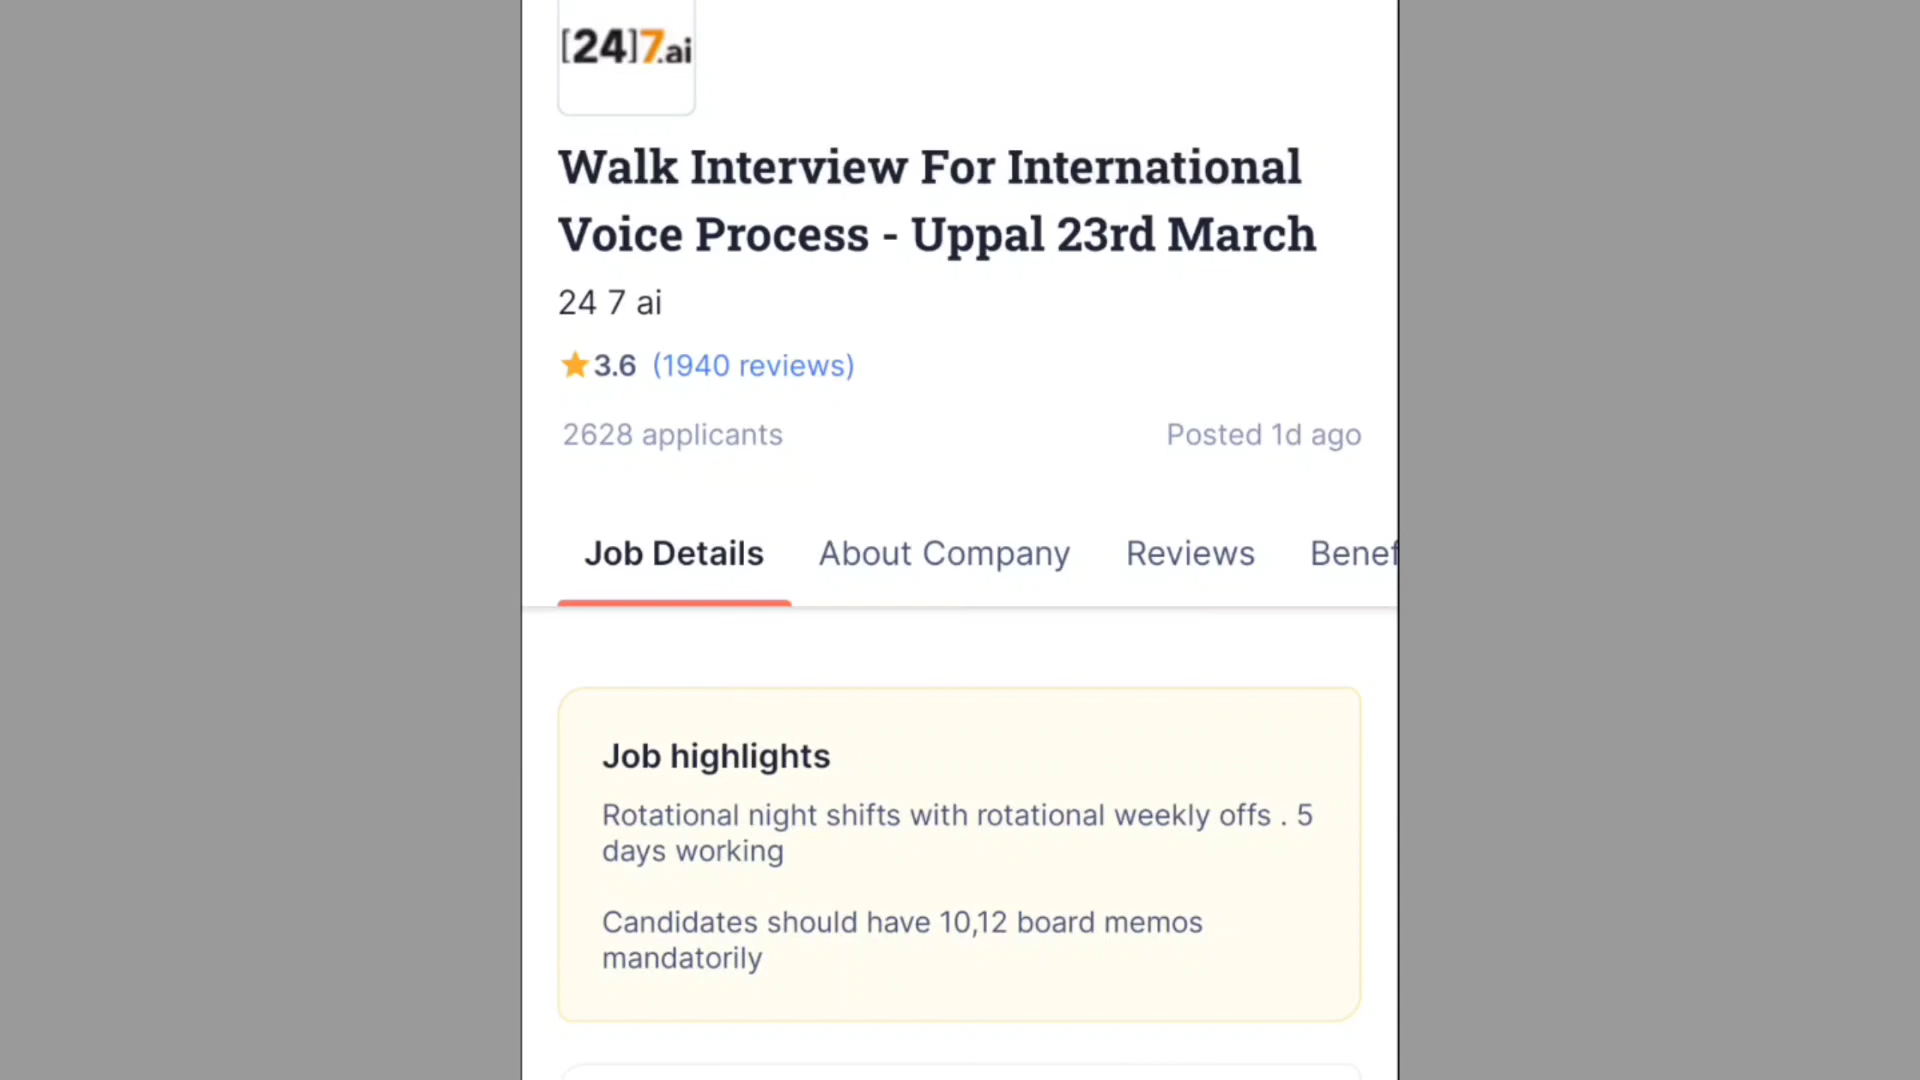 [24]7.ai
Walk Interview For International
Voice Process - Uppal 23rd March
24 7 ai
3.6 (1940 reviews)
2628 applicants Posted 1d ago
Job Details About Company Reviews Benef
Job highlights
Rotational night shifts with rotational weekly offs . 5
days working
Candidates should have 10,12 board memos
mandatorily